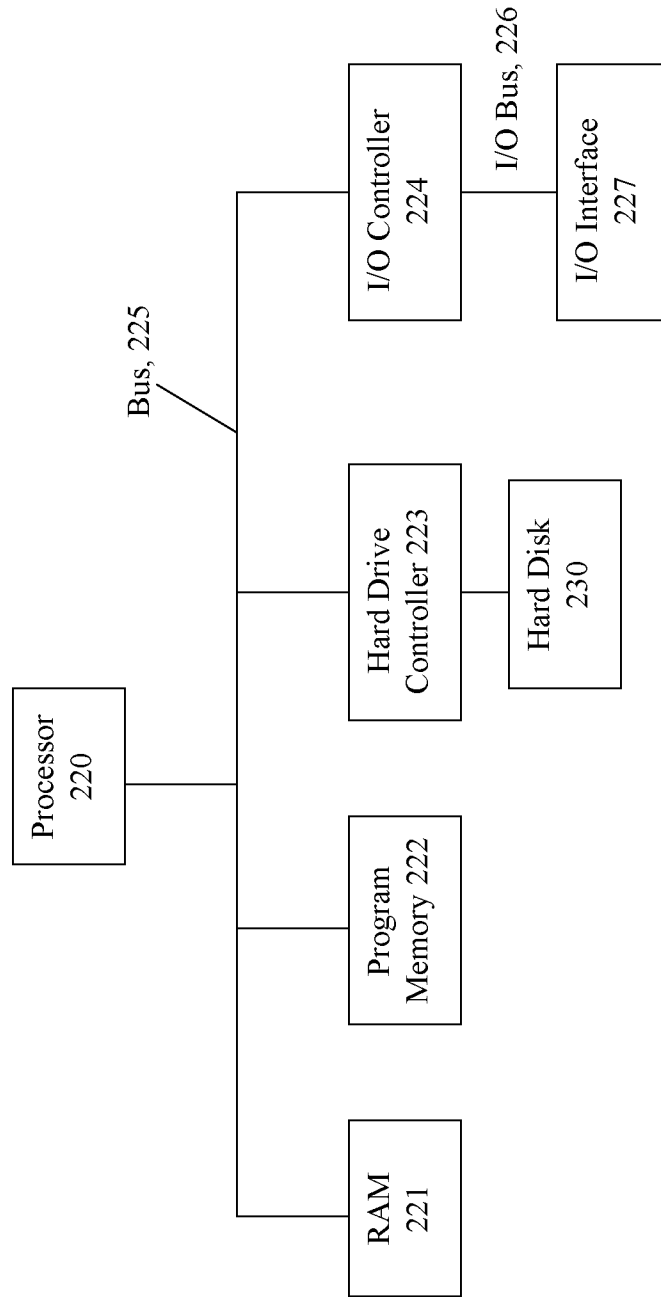 Processor
220
Bus, 225
RAM
221
Program
Memory 222
Hard Drive
Controller 223
I/O Controller
224
I/O Bus, 226
Hard Disk
230
I/O Interface
227